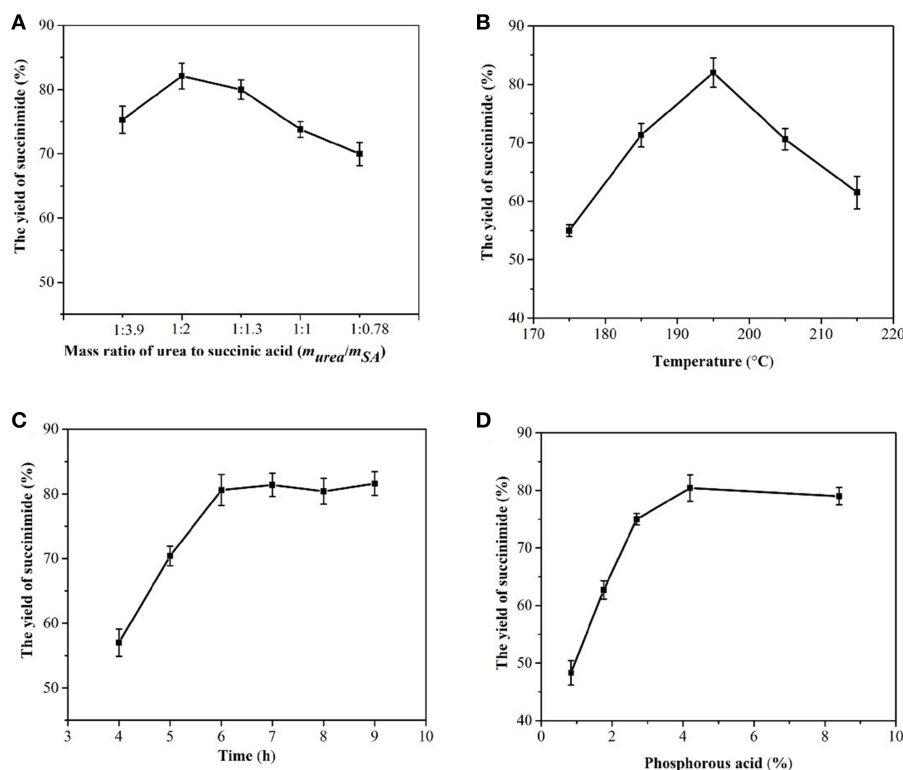 A
The yield of succinimide (%)
90
80
70
60
50
1:3.9 1:2 1:1.3 1:1 1:0.78
Mass ratio of urea to succinic acid (m_urea/m_SA)
B
The yield of succinimide (%)
90
80
70
60
50
40
170 180 190 200 210 220
Temperature (°C)
C
The yield of succinimide (%)
90
80
70
60
50
3 4 5 6 7 8 9 10
Time (h)
D
The yield of succinimide (%)
90
80
70
60
50
40
0 2 4 6 8 10
Phosphorous acid (%)